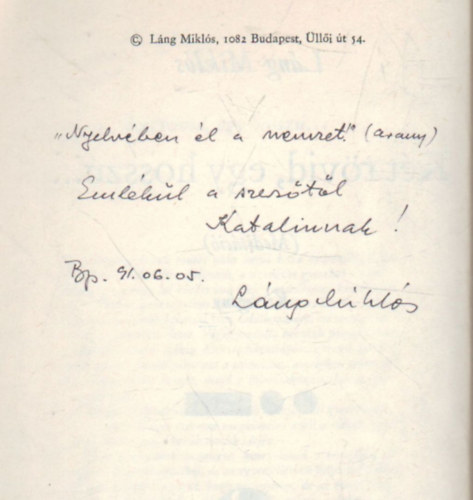 © Láng Miklós, 1082 Budapest, Üllői út 54.
„Nyelvében él a nemzet!" (arany)
Emlékül a szerzőtől
Katalinnak!
Bp. 91.06.05.
Láng Miklós